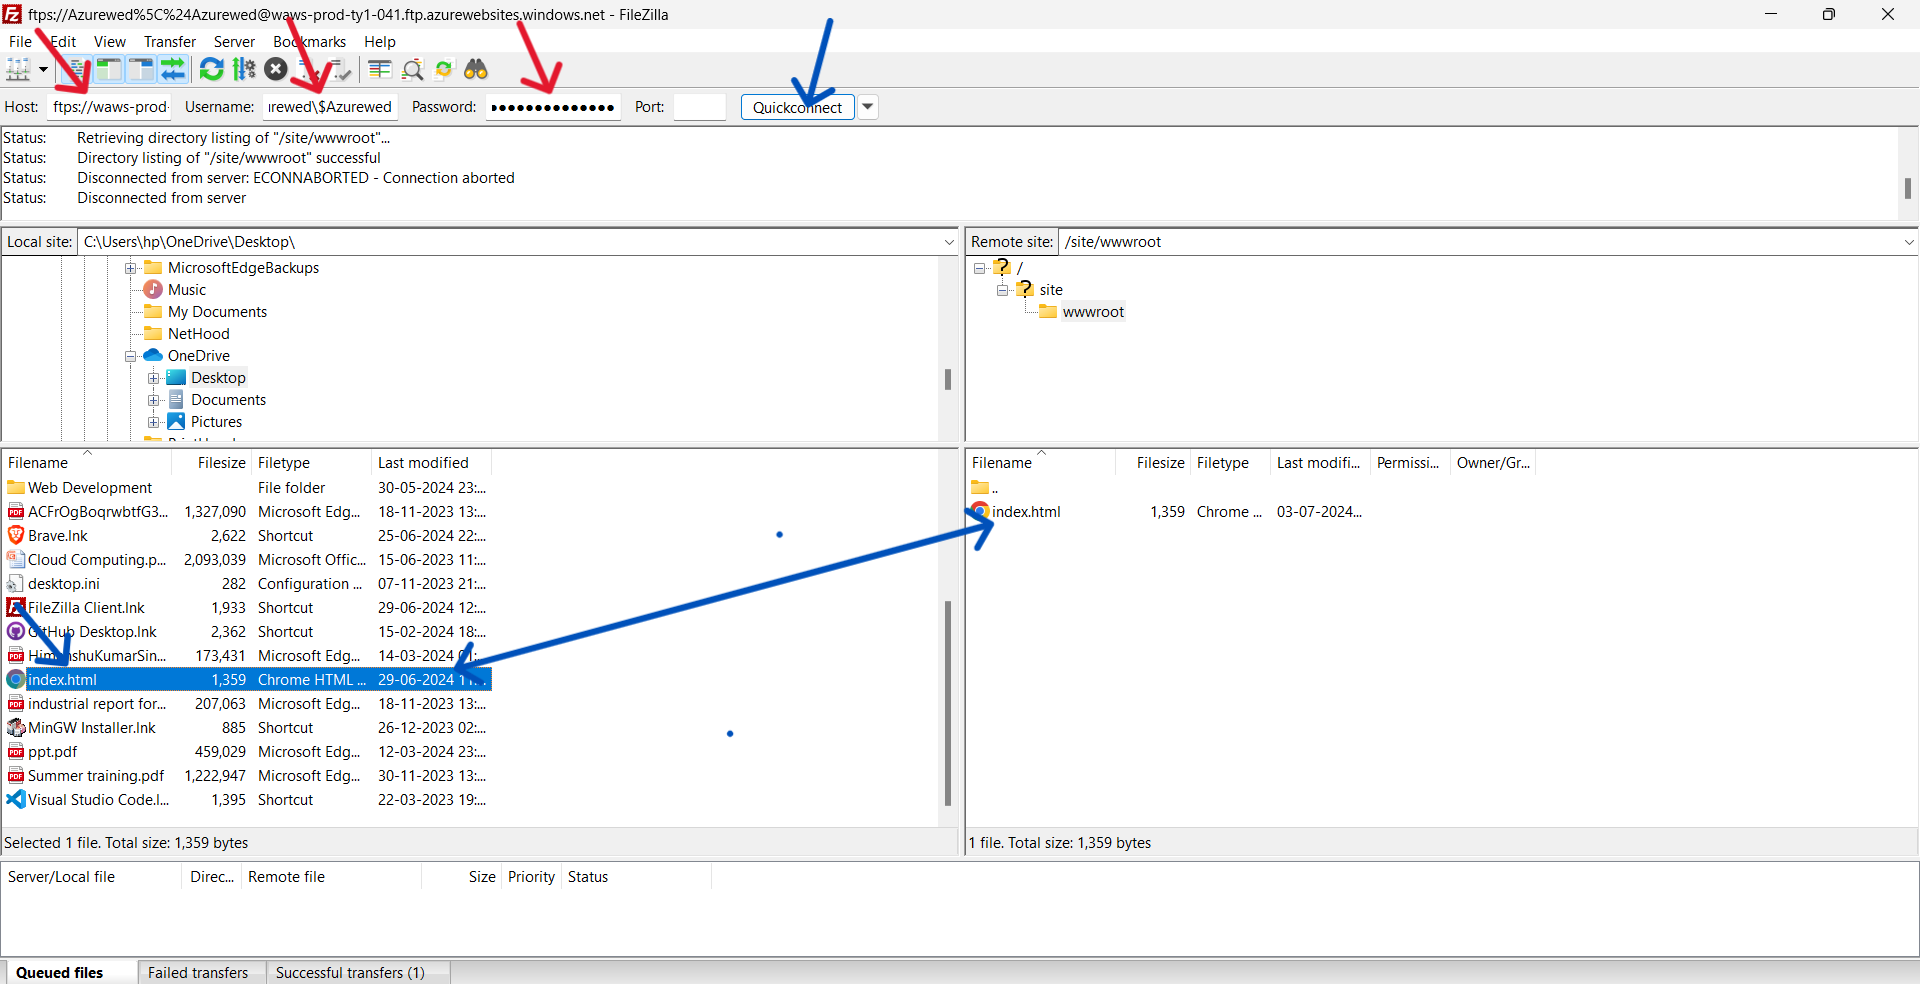 ftps://Azurewed%5C%24Azurewed@waws-prod-ty1-041.ftp.azurewebsites.windows.net - FileZilla
File Edit View Transfer Server Bookmarks Help
Host: ftps://waws-prod- Username: ırewed\$Azurewed Password: ●●●●●●●●●●●●●● Port: Quickconnect
Status: Retrieving directory listing of "/site/wwwroot"...
Status: Directory listing of "/site/wwwroot" successful
Status: Disconnected from server: ECONNABORTED - Connection aborted
Status: Disconnected from server
Local site: C:\Users\hp\OneDrive\Desktop\
MicrosoftEdgeBackups
Music
My Documents
NetHood
OneDrive
Desktop
Documents
Pictures
Remote site: /site/wwwroot
/
site
wwwroot
Filename Filesize Filetype Last modified
Web Development File folder 30-05-2024 23:...
ACFrOgBoqrwbtfG3... 1,327,090 Microsoft Edg... 18-11-2023 13:...
Brave.lnk 2,622 Shortcut 25-06-2024 22:...
Cloud Computing.p... 2,093,039 Microsoft Offic... 15-06-2023 11:...
desktop.ini 282 Configuration ... 07-11-2023 21:...
FileZilla Client.lnk 1,933 Shortcut 29-06-2024 12:...
GitHub Desktop.lnk 2,362 Shortcut 15-02-2024 18:...
HimanshuKumarSin... 173,431 Microsoft Edg... 14-03-2024 01:...
index.html 1,359 Chrome HTML ... 29-06-2024 11:...
industrial report for... 207,063 Microsoft Edg... 18-11-2023 13:...
MinGW Installer.lnk 885 Shortcut 26-12-2023 02:...
ppt.pdf 459,029 Microsoft Edg... 12-03-2024 23:...
Summer training.pdf 1,222,947 Microsoft Edg... 30-11-2023 13:...
Visual Studio Code.l... 1,395 Shortcut 22-03-2023 19:...
Selected 1 file. Total size: 1,359 bytes
Filename Filesize Filetype Last modifi... Permissi... Owner/Gr...
..
index.html 1,359 Chrome ... 03-07-2024...
1 file. Total size: 1,359 bytes
Server/Local file Direc... Remote file Size Priority Status
Queued files Failed transfers Successful transfers (1)